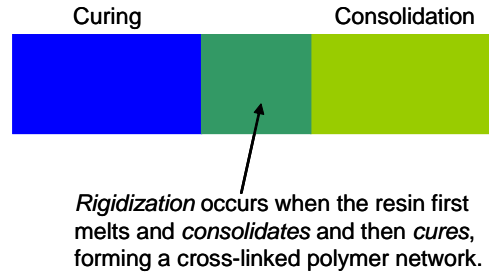 Curing Consolidation
Rigidization occurs when the resin first
melts and consolidates and then cures,
forming a cross-linked polymer network.